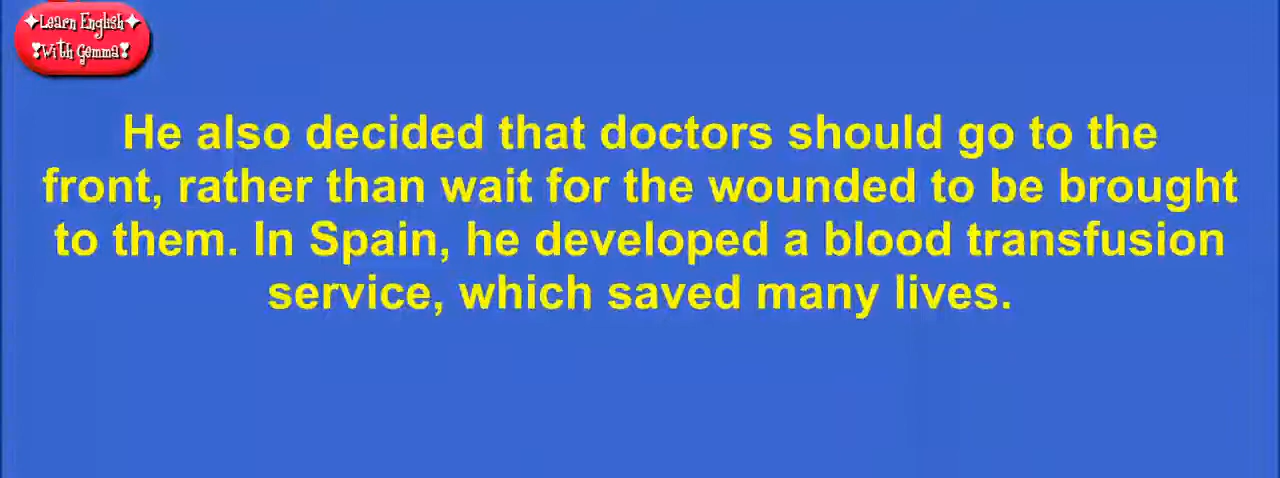 ✦Learn English✦
❣With Gemma❣
He also decided that doctors should go to the
front, rather than wait for the wounded to be brought
to them. In Spain, he developed a blood transfusion
service, which saved many lives.